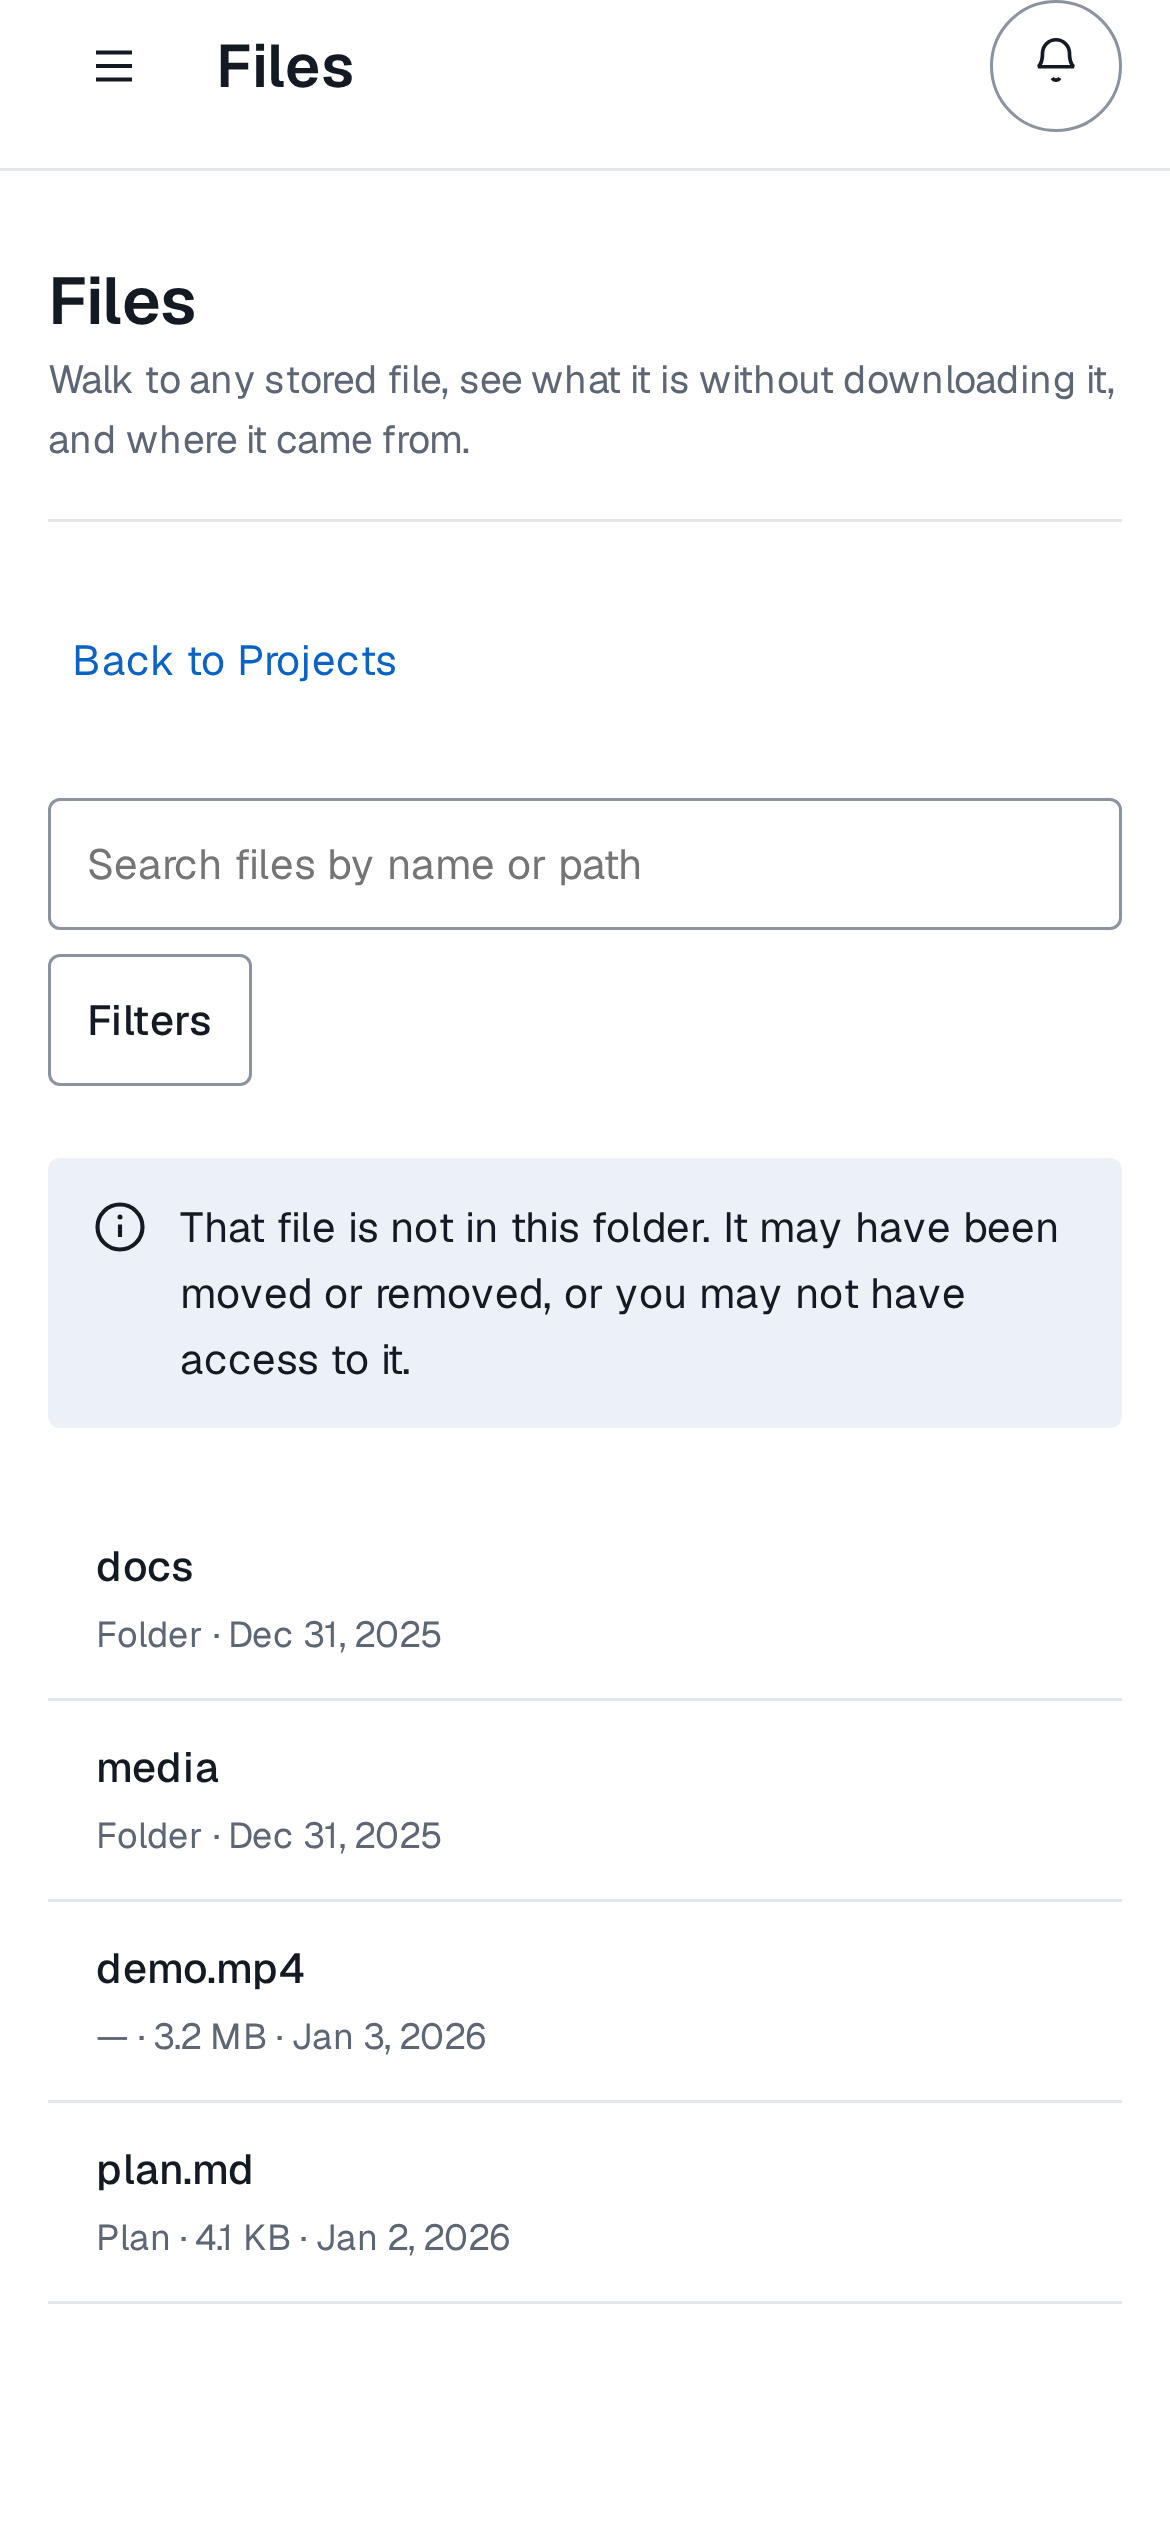 Files
Files
Walk to any stored file, see what it is without downloading it,
and where it came from.
Back to Projects
Search files by name or path
Filters
That file is not in this folder. It may have been
moved or removed, or you may not have
access to it.
docs
Folder · Dec 31, 2025
media
Folder · Dec 31, 2025
demo.mp4
— · 3.2 MB · Jan 3, 2026
plan.md
Plan · 4.1 KB · Jan 2, 2026